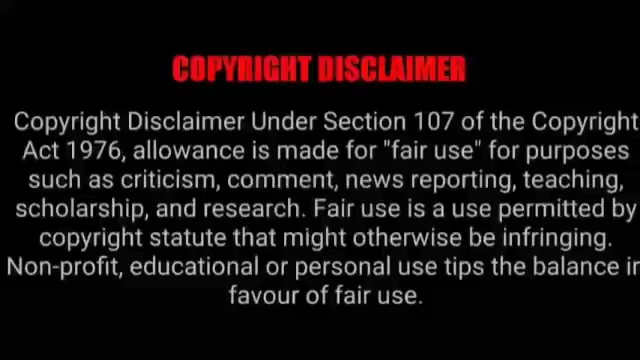 COPYRIGHT DISCLAIMER
Copyright Disclaimer Under Section 107 of the Copyright
Act 1976, allowance is made for "fair use" for purposes
such as criticism, comment, news reporting, teaching,
scholarship, and research. Fair use is a use permitted by
copyright statute that might otherwise be infringing.
Non-profit, educational or personal use tips the balance in
favour of fair use.